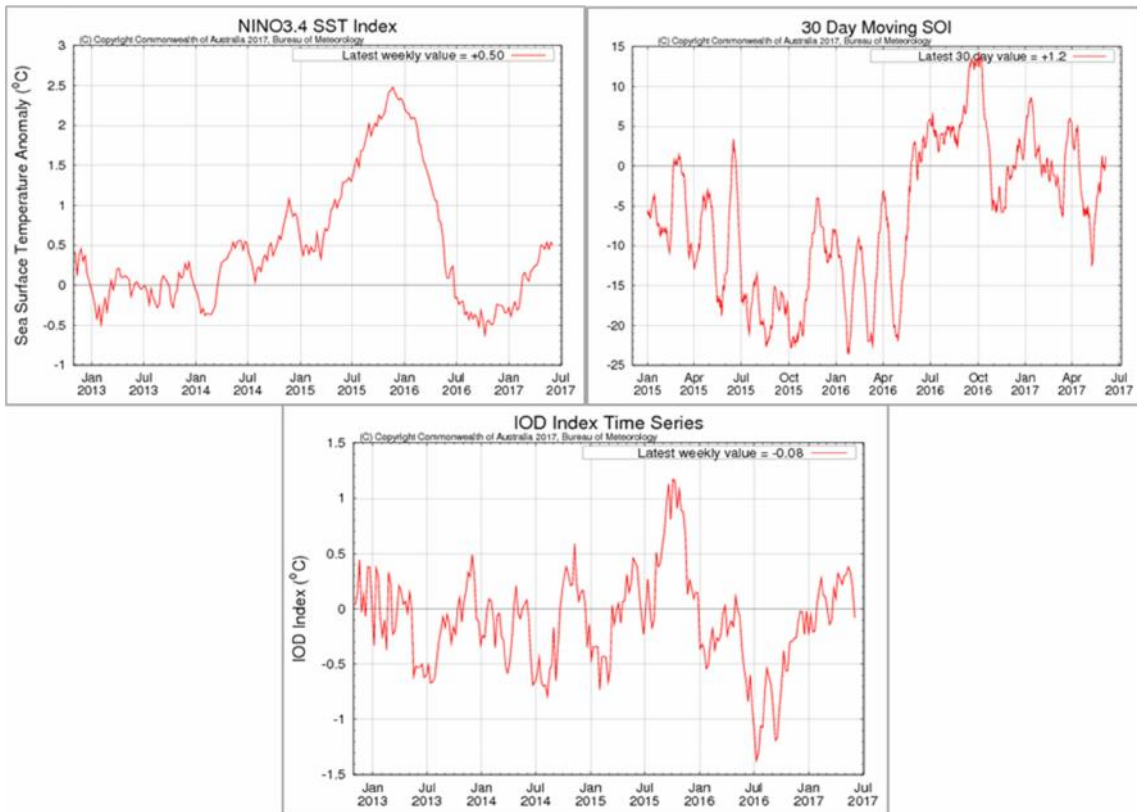 NINO3.4 SST Index
(C) Copyright Commonwealth of Australia 2017, Bureau of Meteorology
Latest weekly value = +0.50
Sea Surface Temperature Anomaly (°C)
3
2.5
2
1.5
1
0.5
0
-0.5
-1
Jan Jul Jan Jul Jan Jul Jan Jul Jan Jul
2013 2013 2014 2014 2015 2015 2016 2016 2017 2017
30 Day Moving SOI
(C) Copyright Commonwealth of Australia 2017, Bureau of Meteorology
Latest 30 day value = +1.2
15
10
5
0
-5
-10
-15
-20
-25
Jan Apr Jul Oct Jan Apr Jul Oct Jan Apr Jul
2015 2015 2015 2015 2016 2016 2016 2016 2017 2017 2017
IOD Index Time Series
(C) Copyright Commonwealth of Australia 2017, Bureau of Meteorology
Latest weekly value = -0.08
IOD Index (°C)
1.5
1
0.5
0
-0.5
-1
-1.5
Jan Jul Jan Jul Jan Jul Jan Jul Jan Jul
2013 2013 2014 2014 2015 2015 2016 2016 2017 2017